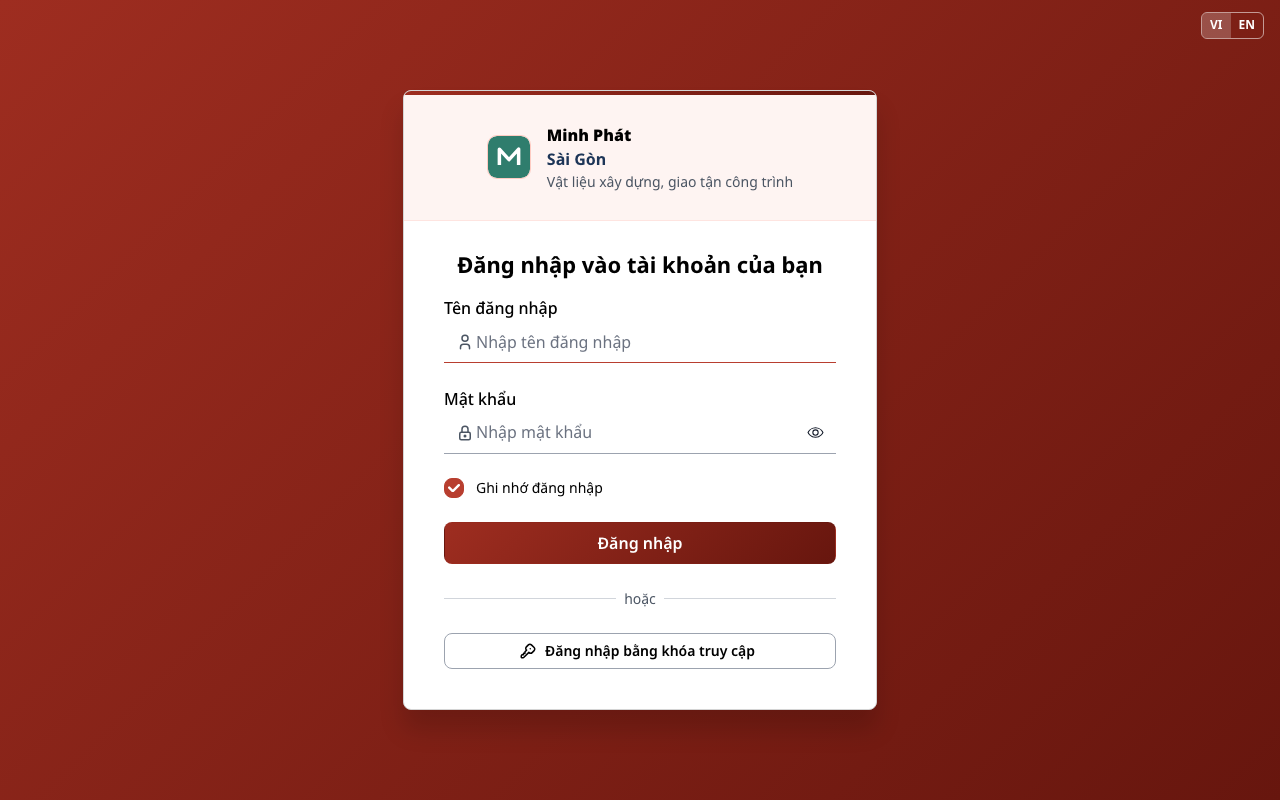 VI EN
Minh Phát
Sài Gòn
Vật liệu xây dựng, giao tận công trình
Đăng nhập vào tài khoản của bạn
Tên đăng nhập
Nhập tên đăng nhập
Mật khẩu
Nhập mật khẩu
Ghi nhớ đăng nhập
Đăng nhập
hoặc
Đăng nhập bằng khóa truy cập